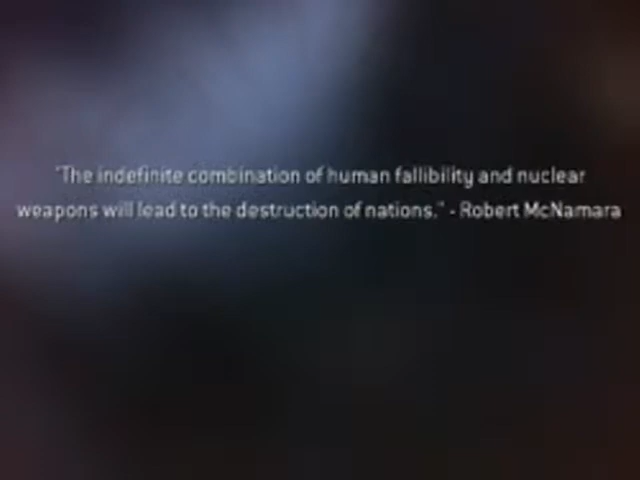 "The indefinite combination of human fallibility and nuclear
weapons will lead to the destruction of nations." - Robert McNamara